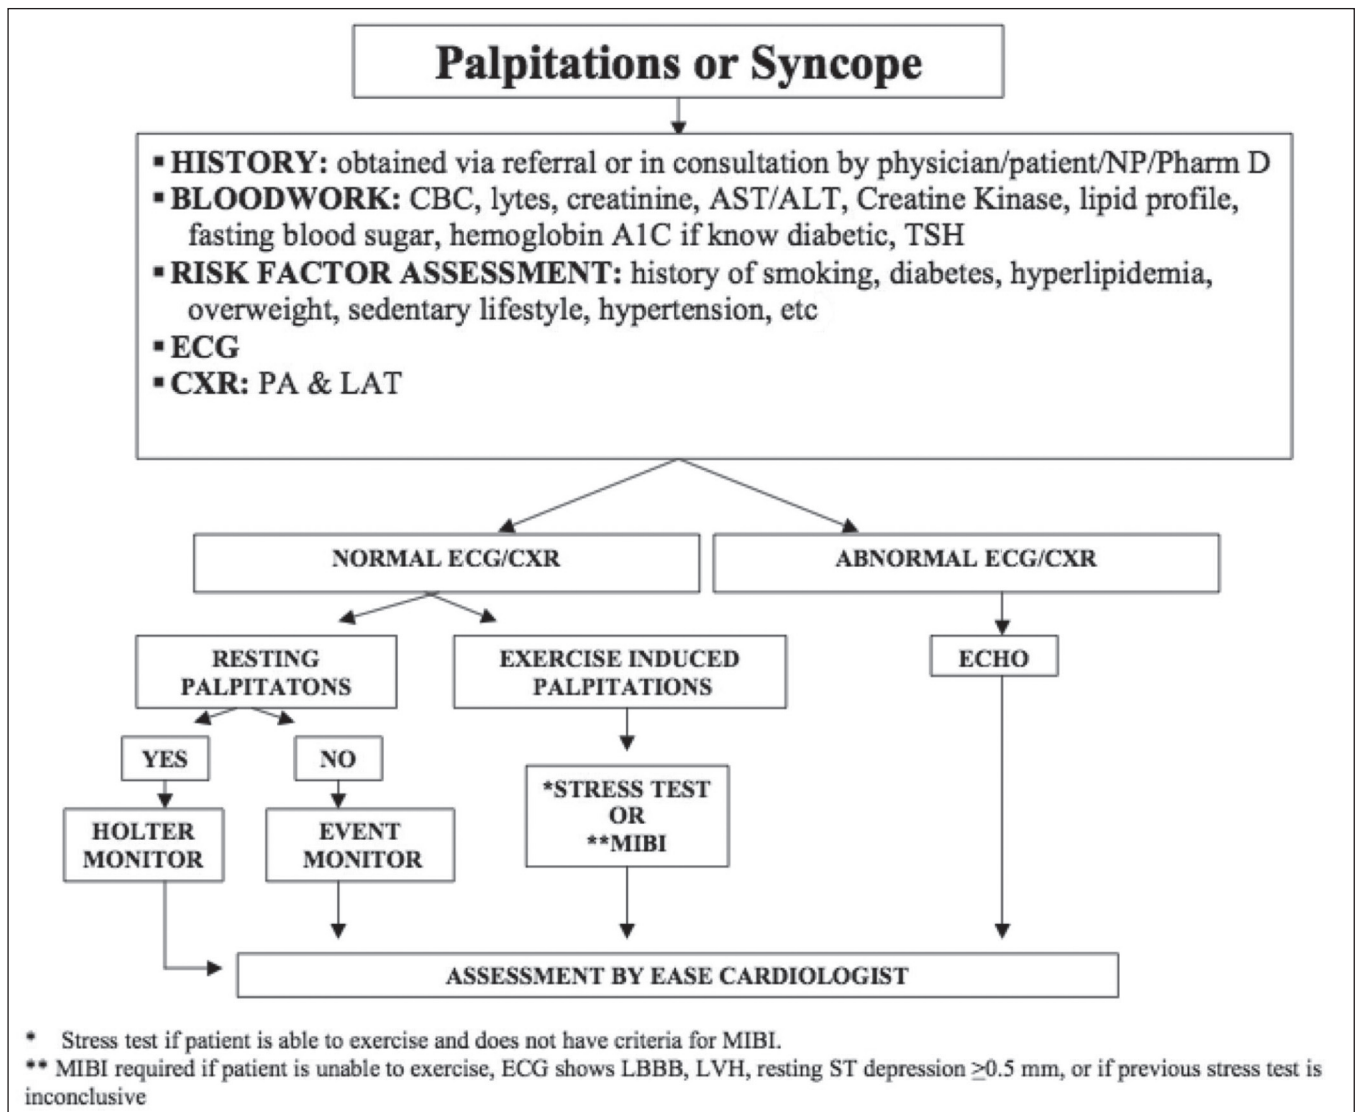 Palpitations or Syncope
▪ HISTORY: obtained via referral or in consultation by physician/patient/NP/Pharm D
▪ BLOODWORK: CBC, lytes, creatinine, AST/ALT, Creatine Kinase, lipid profile,
fasting blood sugar, hemoglobin A1C if know diabetic, TSH
▪ RISK FACTOR ASSESSMENT: history of smoking, diabetes, hyperlipidemia,
overweight, sedentary lifestyle, hypertension, etc
▪ ECG
▪ CXR: PA & LAT
NORMAL ECG/CXR
ABNORMAL ECG/CXR
RESTING
PALPITATONS
EXERCISE INDUCED
PALPITATIONS
ECHO
YES
NO
*STRESS TEST
OR
**MIBI
HOLTER
MONITOR
EVENT
MONITOR
ASSESSMENT BY EASE CARDIOLOGIST
* Stress test if patient is able to exercise and does not have criteria for MIBI.
** MIBI required if patient is unable to exercise, ECG shows LBBB, LVH, resting ST depression ≥0.5 mm, or if previous stress test is
inconclusive